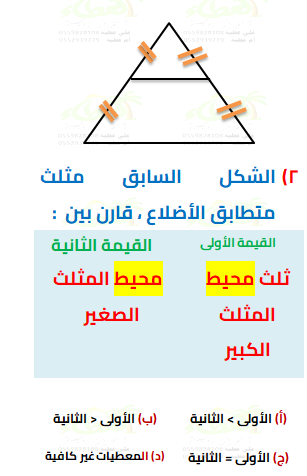 ٢) الشكل السابق مثلث
متطابق الأضلاع ، قارن بين :
القيمة الأولى القيمة الثانية
ثلث محيط محيط المثلث
المثلث الصغير
الكبير
(أ) الأولى > الثانية (ب) الأولى < الثانية
(ج) الأولى = الثانية (د) المعطيات غير كافية